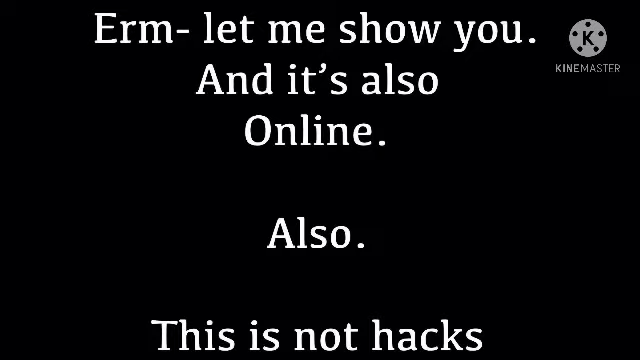 Erm- let me show you.
And it’s also
Online.
Also.
This is not hacks
K
KINEMASTER